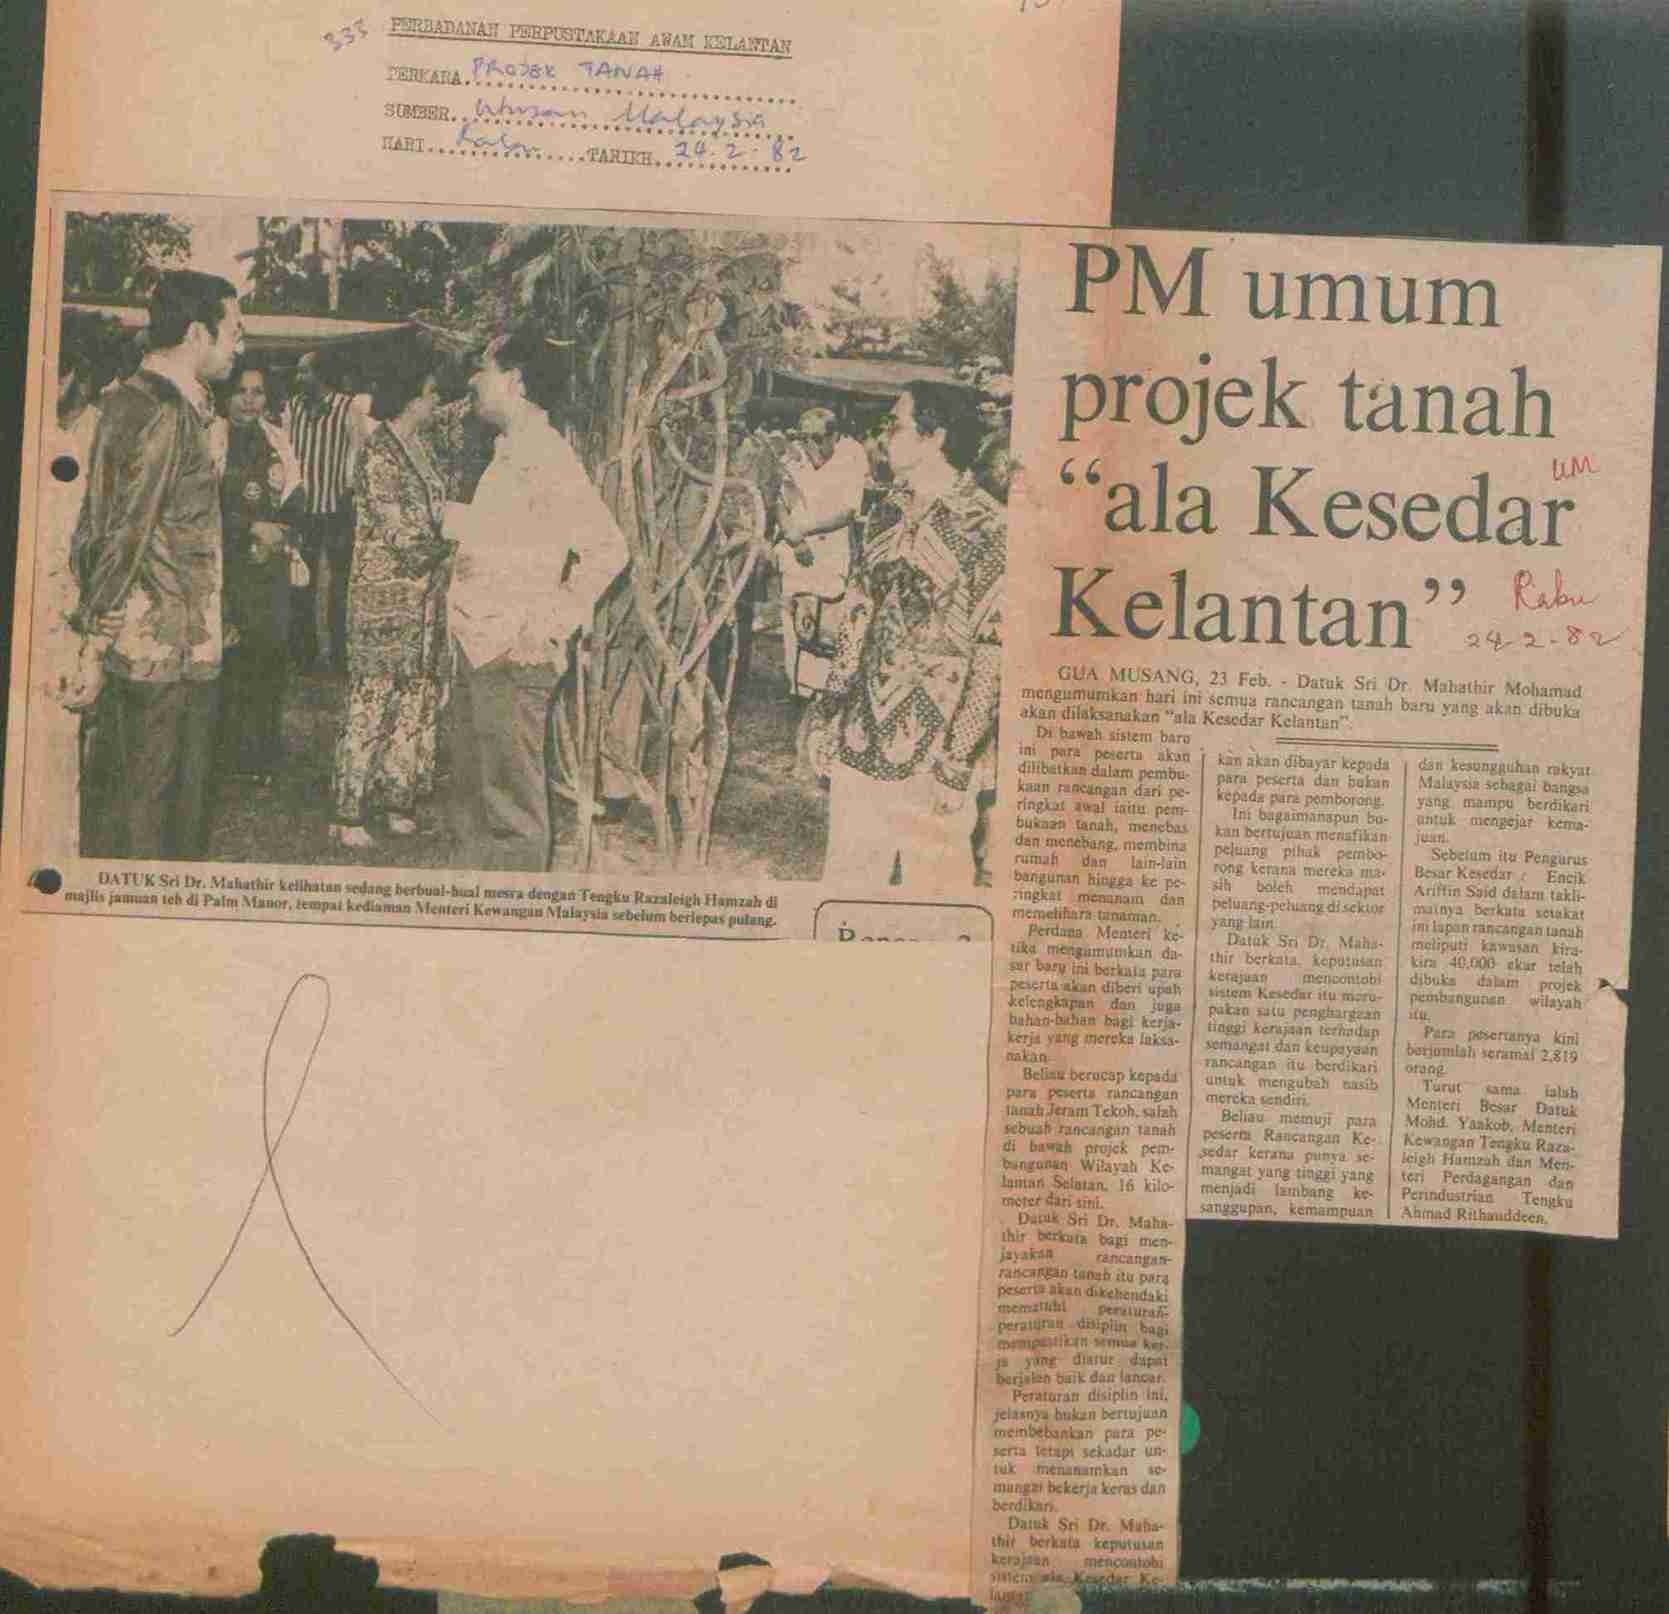 333
PERBADANAN PERPUSTAKAAN AWAM KELANTAN
PERKARA. PROJEK TANAH
SUMBER.. Utusan Malaysia
HARI.... Rabu ....TARIKH. 24.2.82
PM umum
projek tanah
“ala Kesedar
Kelantan”
UM
Rabu
24-2-82
DATUK Sri Dr. Mahathir kelihatan sedang berbual-bual mesra dengan Tengku Razaleigh Hamzah di
majlis jamuan teh di Palm Manor, tempat kediaman Menteri Kewangan Malaysia sebelum berlepas pulang.
GUA MUSANG, 23 Feb. - Datuk Sri Dr. Mahathir Mohamad
mengumumkan hari ini semua rancangan tanah baru yang akan dibuka
akan dilaksanakan “ala Kesedar Kelantan”.
Di bawah sistem baru
ini para peserta akan
dilibatkan dalam pembu-
kaan rancangan dari pe-
ringkat awal iaitu pem-
bukaan tanah, menebas
dan menebang, membina
rumah dan lain-lain
bangunan hingga ke pe-
ringkat menanam dan
memelihara tanaman.
Perdana Menteri ke-
tika mengumumkan da-
sar baru ini berkata para
peserta akan diberi upah
kelengkapan dan juga
bahan-bahan bagi kerja-
kerja yang mereka laksa-
nakan.
Beliau berucap kepada
para peserta rancangan
tanah Jeram Tekoh, salah
sebuah rancangan tanah
di bawah projek pem-
bangunan Wilayah Ke-
lantan Selatan, 16 kilo-
meter dari sini.
Datuk Sri Dr. Maha-
thir berkata bagi men-
jayakan rancangan-
rancangan tanah itu para
peserta akan dikehendaki
mematuhi peraturan-
peraturan disiplin bagi
mempastikan semua ker-
ja yang diatur dapat
berjalan baik dan lancar.
Peraturan disiplin ini,
jelasnya bukan bertujuan
membebankan para pe-
serta tetapi sekadar un-
tuk menanamkan se-
mangat bekerja keras dan
berdikari.
Datuk Sri Dr. Maha-
thir berkata keputusan
kerajaan mencontohi
sistem ala Kesedar Ke-
lantan
kan akan dibayar kepada
para peserta dan bukan
kepada para pemborong.
Ini bagaimanapun bu-
kan bertujuan menafikan
peluang pihak pembo-
rong kerana mereka ma-
sih boleh mendapat
peluang-peluang di sektor
yang lain.
Datuk Sri Dr. Maha-
thir berkata, keputusan
kerajaan mencontohi
sistem Kesedar itu meru-
pakan satu penghargaan
tinggi kerajaan terhadap
semangat dan keupayaan
rancangan itu berdikari
untuk mengubah nasib
mereka sendiri.
Beliau memuji para
peserta Rancangan Ke-
sedar kerana punya se-
mangat yang tinggi yang
menjadi lambang ke-
sanggupan, kemampuan
dan kesungguhan rakyat
Malaysia sebagai bangsa
yang mampu berdikari
untuk mengejar kema-
juan.
Sebelum itu Pengurus
Besar Kesedar Encik
Ariffin Said dalam takli-
matnya berkata setakat
ini lapan rancangan tanah
meliputi kawasan kira-
kira 40,000 ekar telah
dibuka dalam projek
pembangunan wilayah
itu.
Para pesertanya kini
berjumlah seramai 2,819
orang.
Turut sama ialah
Menteri Besar Datuk
Mohd. Yaakob, Menteri
Kewangan Tengku Raza-
leigh Hamzah dan Men-
teri Perdagangan dan
Perindustrian Tengku
Ahmad Rithauddeen.